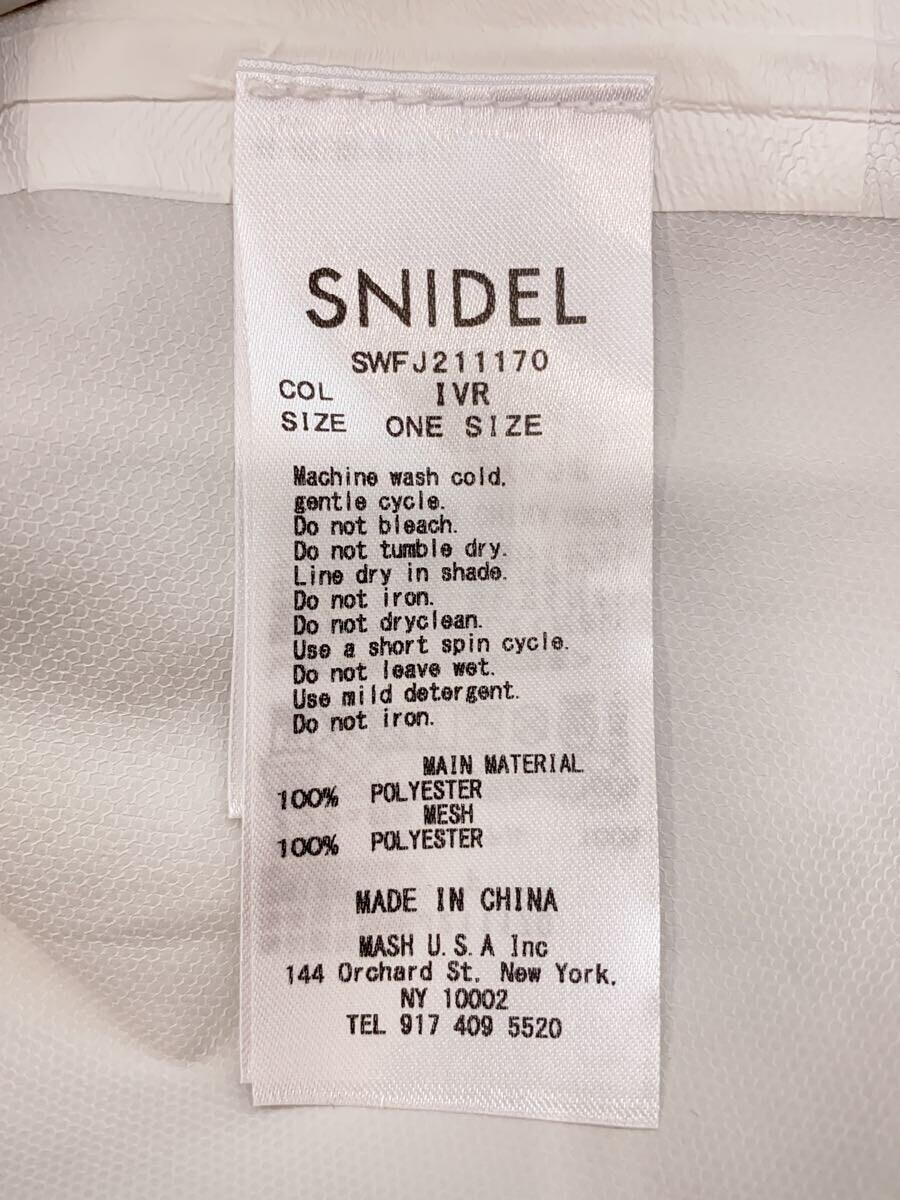 SNIDEL
SWFJ211170
COL IVR
SIZE ONE SIZE
Machine wash cold,
gentle cycle.
Do not bleach.
Do not tumble dry.
Line dry in shade.
Do not iron.
Do not dryclean.
Use a short spin cycle.
Do not leave wet.
Use mild detergent.
Do not iron.
MAIN MATERIAL
100% POLYESTER
MESH
100% POLYESTER
MADE IN CHINA
MASH U.S.A Inc
144 Orchard St. New York,
NY 10002
TEL 917 409 5520